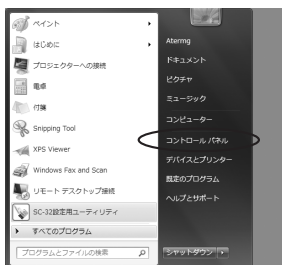 ペイント
はじめに
プロジェクターへの接続
電卓
付箋
Snipping Tool
XPS Viewer
Windows Fax and Scan
リモート デスクトップ接続
SC-32設定用ユーティリティ
すべてのプログラム
プログラムとファイルの検索
Atermg
ドキュメント
ピクチャ
ミュージック
コンピューター
コントロール パネル
デバイスとプリンター
既定のプログラム
ヘルプとサポート
シャットダウン